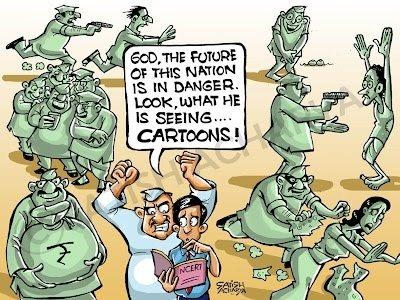 GOD, THE FUTURE
OF THIS NATION
IS IN DANGER.
LOOK, WHAT HE
IS SEEING....
CARTOONS!
₹
NCERT
SATISH
ACHARYA